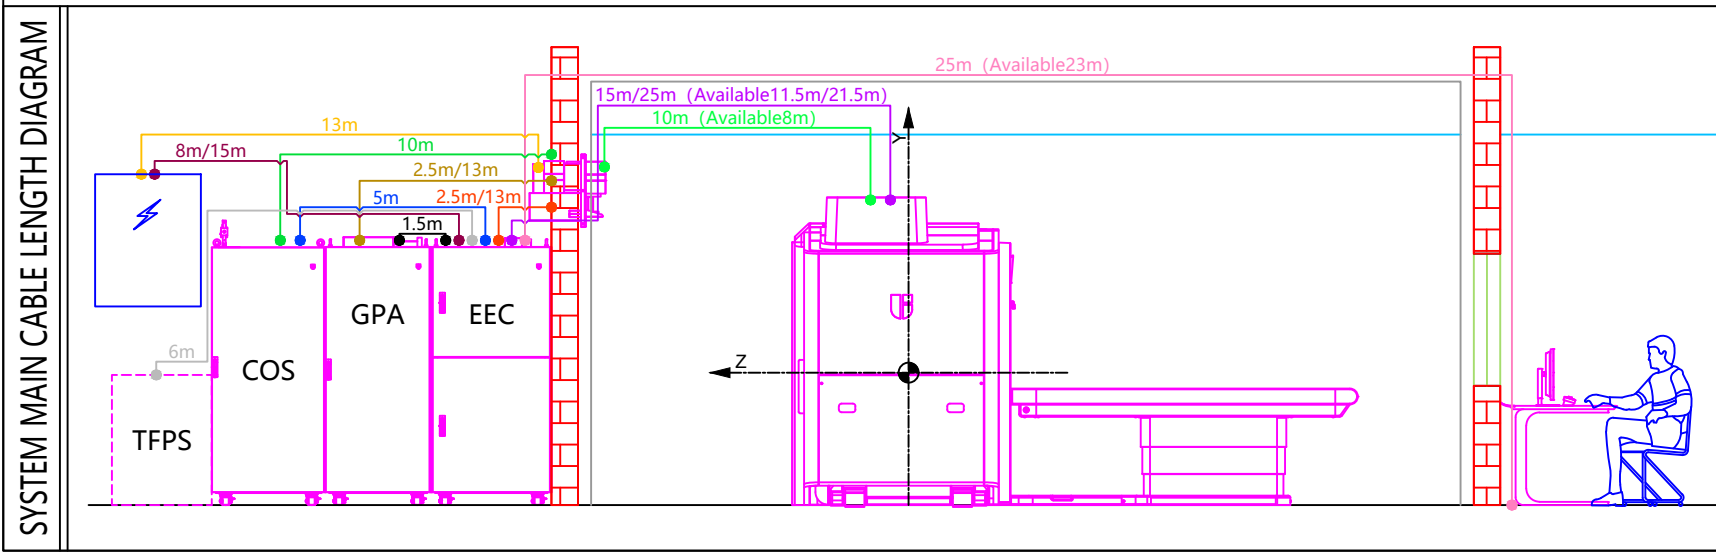 SYSTEM MAIN CABLE LENGTH DIAGRAM
25m (Available23m)
15m/25m (Available11.5m/21.5m)
10m (Available8m)
13m
10m
8m/15m
2.5m/13m
5m
2.5m/13m
1.5m
6m
Y
Z
GPA
EEC
COS
TFPS